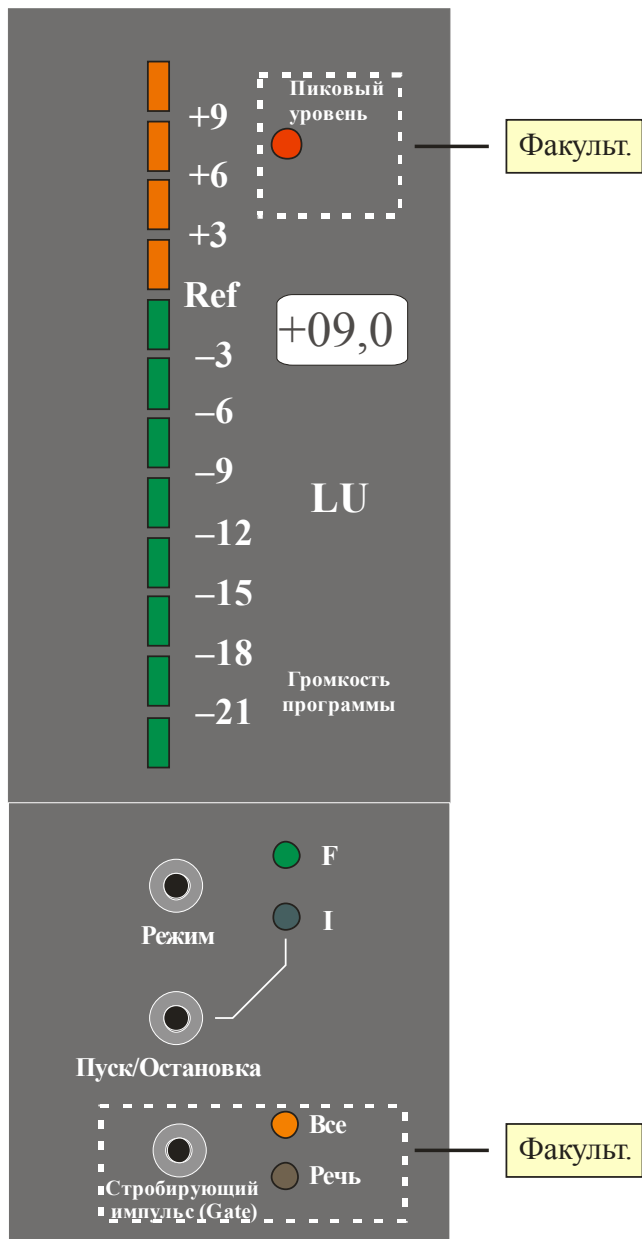 Пиковый
уровень
Факульт.
+9
+6
+3
Ref
+09,0
–3
–6
–9
LU
–12
–15
–18
Громкость
программы
–21
F
I
Режим
Пуск/Остановка
Все
Речь
Стробирующий
импульс (Gate)
Факульт.